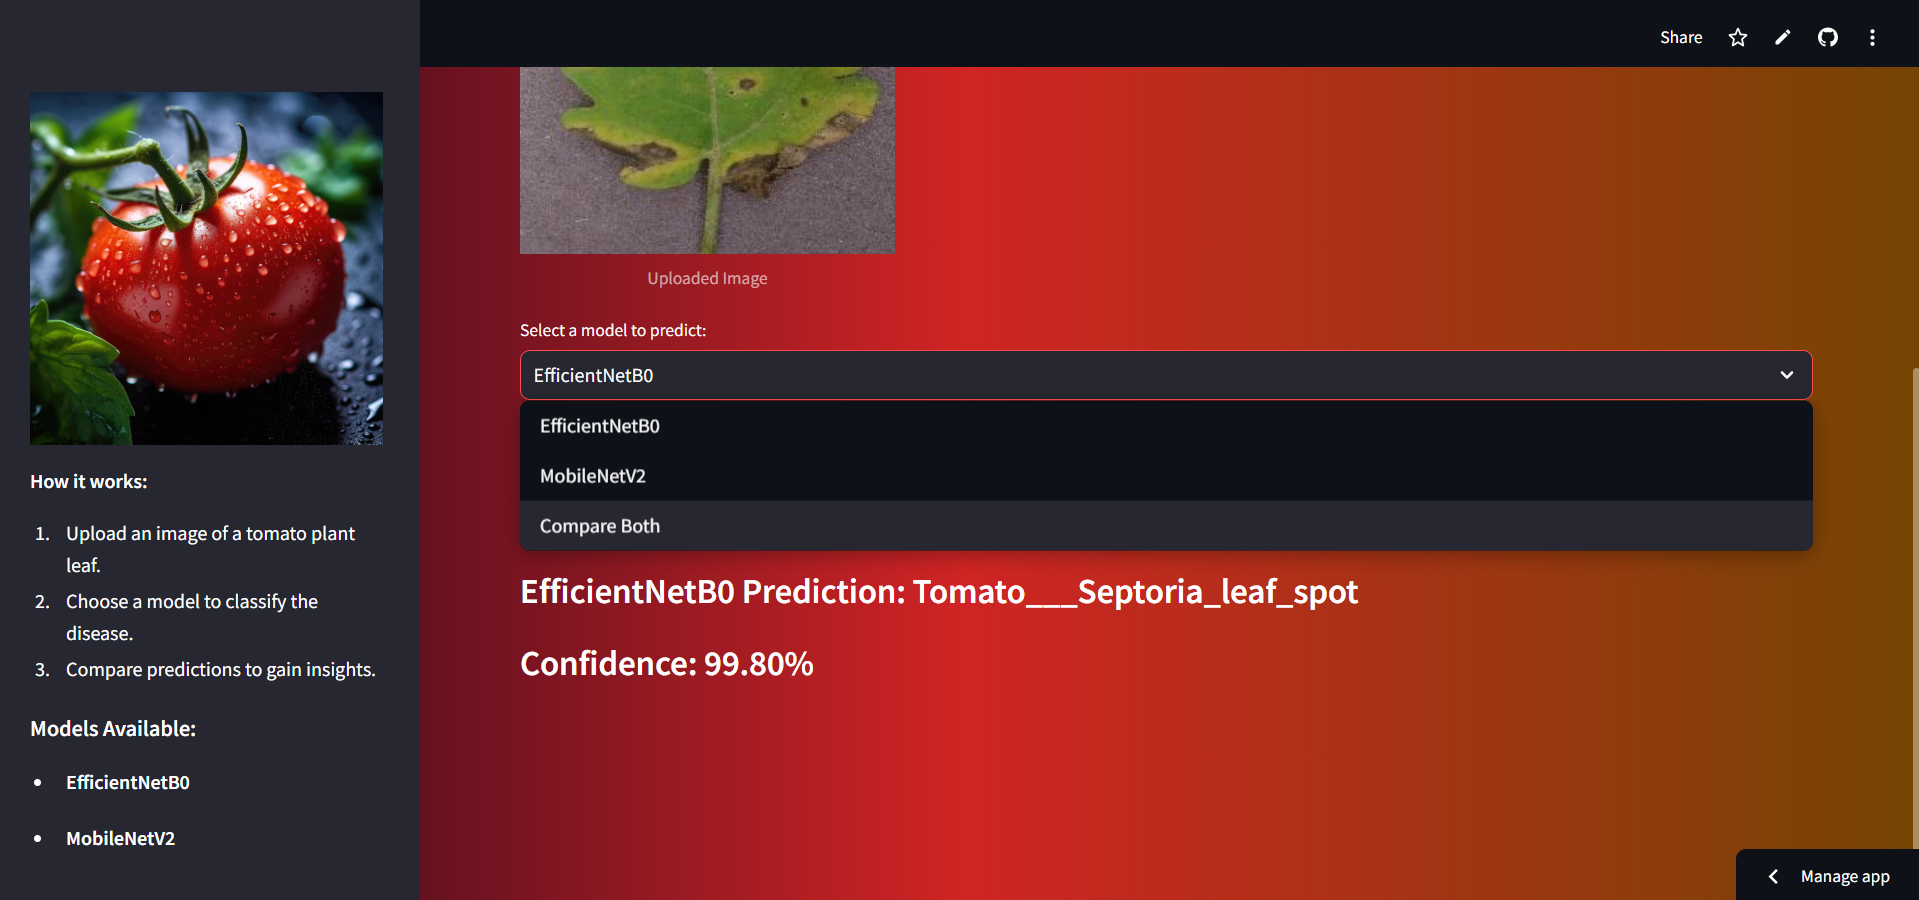 Share
How it works:
1. Upload an image of a tomato plant
leaf.
2. Choose a model to classify the
disease.
3. Compare predictions to gain insights.
Models Available:
• EfficientNetB0
• MobileNetV2
Uploaded Image
Select a model to predict:
EfficientNetB0
EfficientNetB0
MobileNetV2
Compare Both
EfficientNetB0 Prediction: Tomato___Septoria_leaf_spot
Confidence: 99.80%
Manage app